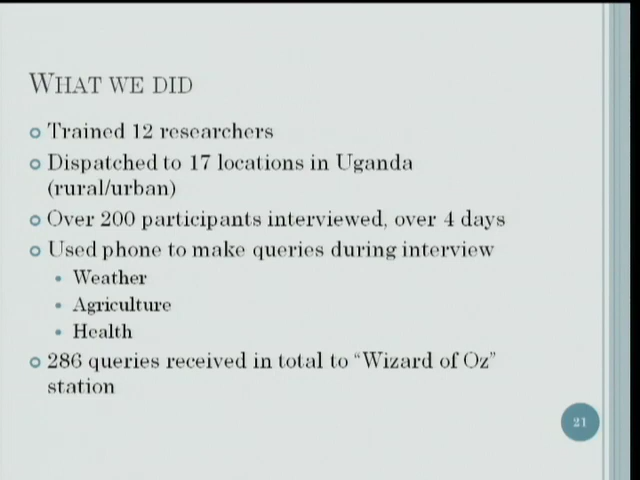 WHAT WE DID
Trained 12 researchers
Dispatched to 17 locations in Uganda
(rural/urban)
Over 200 participants interviewed, over 4 days
Used phone to make queries during interview
Weather
Agriculture
Health
286 queries received in total to “Wizard of Oz”
station
21